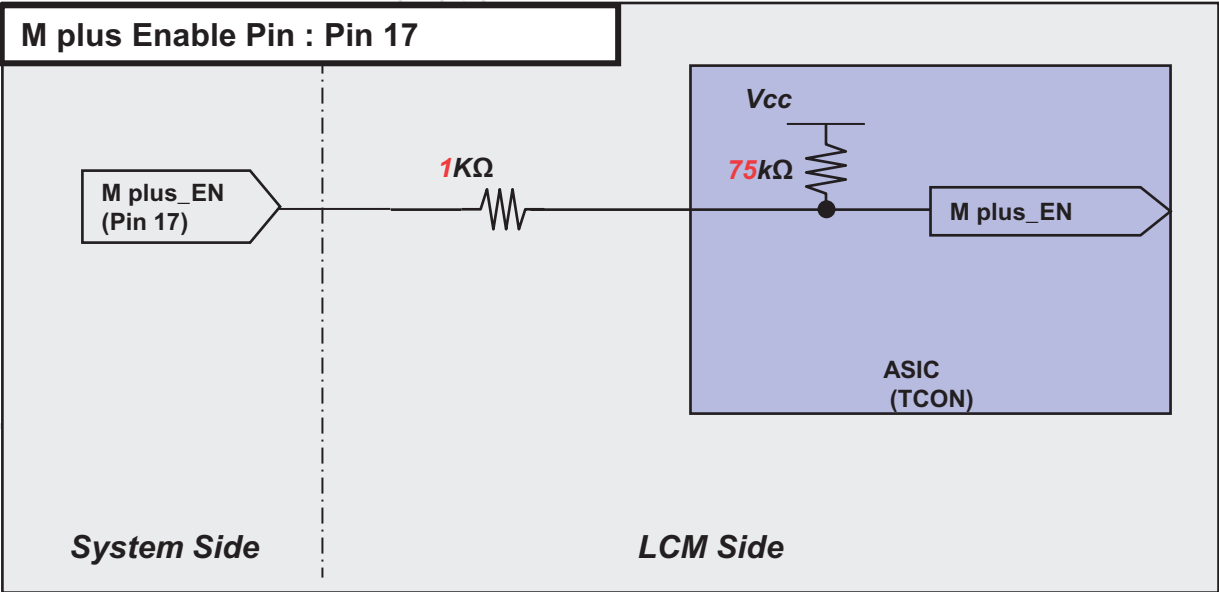 M plus Enable Pin : Pin 17
Vcc
1KΩ
75kΩ
M plus_EN
(Pin 17)
M plus_EN
ASIC
(TCON)
System Side
LCM Side